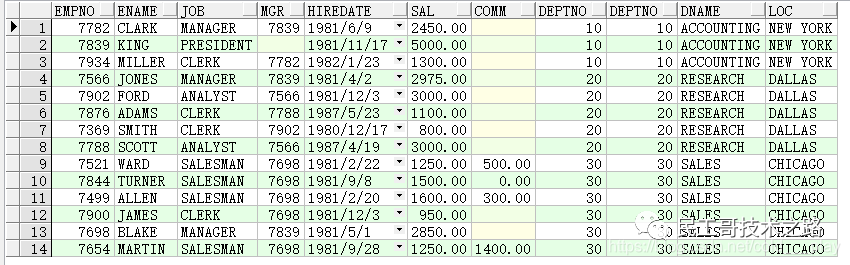 EMPNO ENAME JOB MGR HIREDATE SAL COMM DEPTNO DEPTNO DNAME LOC
1 7782 CLARK MANAGER 7839 1981/6/9 2450.00 10 10 ACCOUNTING NEW YORK
2 7839 KING PRESIDENT 1981/11/17 5000.00 10 10 ACCOUNTING NEW YORK
3 7934 MILLER CLERK 7782 1982/1/23 1300.00 10 10 ACCOUNTING NEW YORK
4 7566 JONES MANAGER 7839 1981/4/2 2975.00 20 20 RESEARCH DALLAS
5 7902 FORD ANALYST 7566 1981/12/3 3000.00 20 20 RESEARCH DALLAS
6 7876 ADAMS CLERK 7788 1987/5/23 1100.00 20 20 RESEARCH DALLAS
7 7369 SMITH CLERK 7902 1980/12/17 800.00 20 20 RESEARCH DALLAS
8 7788 SCOTT ANALYST 7566 1987/4/19 3000.00 20 20 RESEARCH DALLAS
9 7521 WARD SALESMAN 7698 1981/2/22 1250.00 500.00 30 30 SALES CHICAGO
10 7844 TURNER SALESMAN 7698 1981/9/8 1500.00 0.00 30 30 SALES CHICAGO
11 7499 ALLEN SALESMAN 7698 1981/2/20 1600.00 300.00 30 30 SALES CHICAGO
12 7900 JAMES CLERK 7698 1981/12/3 950.00 30 30 SALES CHICAGO
13 7698 BLAKE MANAGER 7839 1981/5/1 2850.00 30 30 SALES CHICAGO
14 7654 MARTIN SALESMAN 7698 1981/9/28 1250.00 1400.00 30 30 SALES CHICAGO
民工哥技术之路